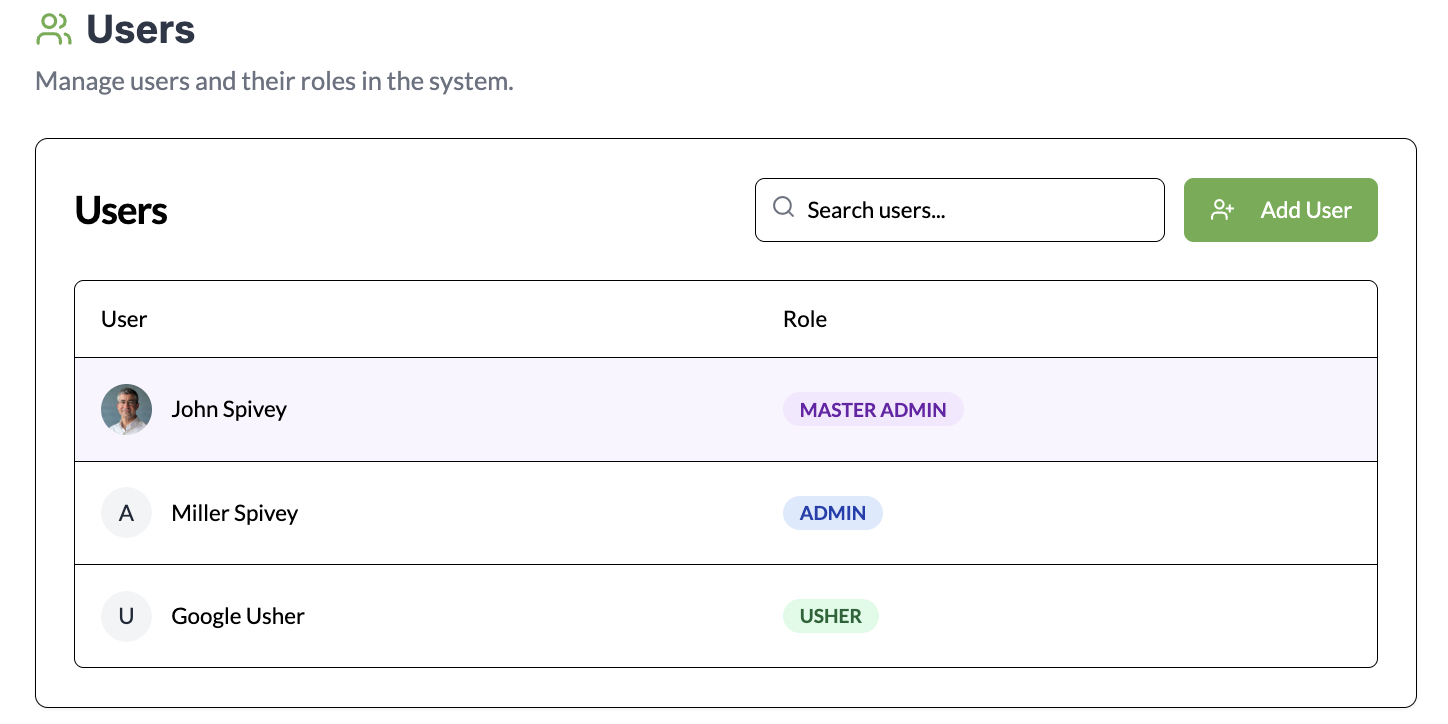 Users
Manage users and their roles in the system.
Users
Search users...
Add User
User Role
John Spivey MASTER ADMIN
A Miller Spivey ADMIN
U Google Usher USHER